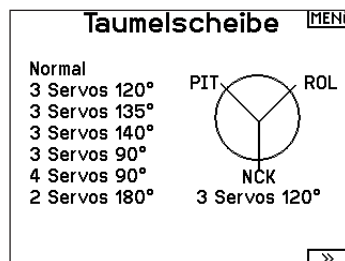 Taumelscheibe
Normal
3 Servos 120°
3 Servos 135°
3 Servos 140°
3 Servos 90°
4 Servos 90°
2 Servos 180°
PIT
ROL
NCK
3 Servos 120°
>>